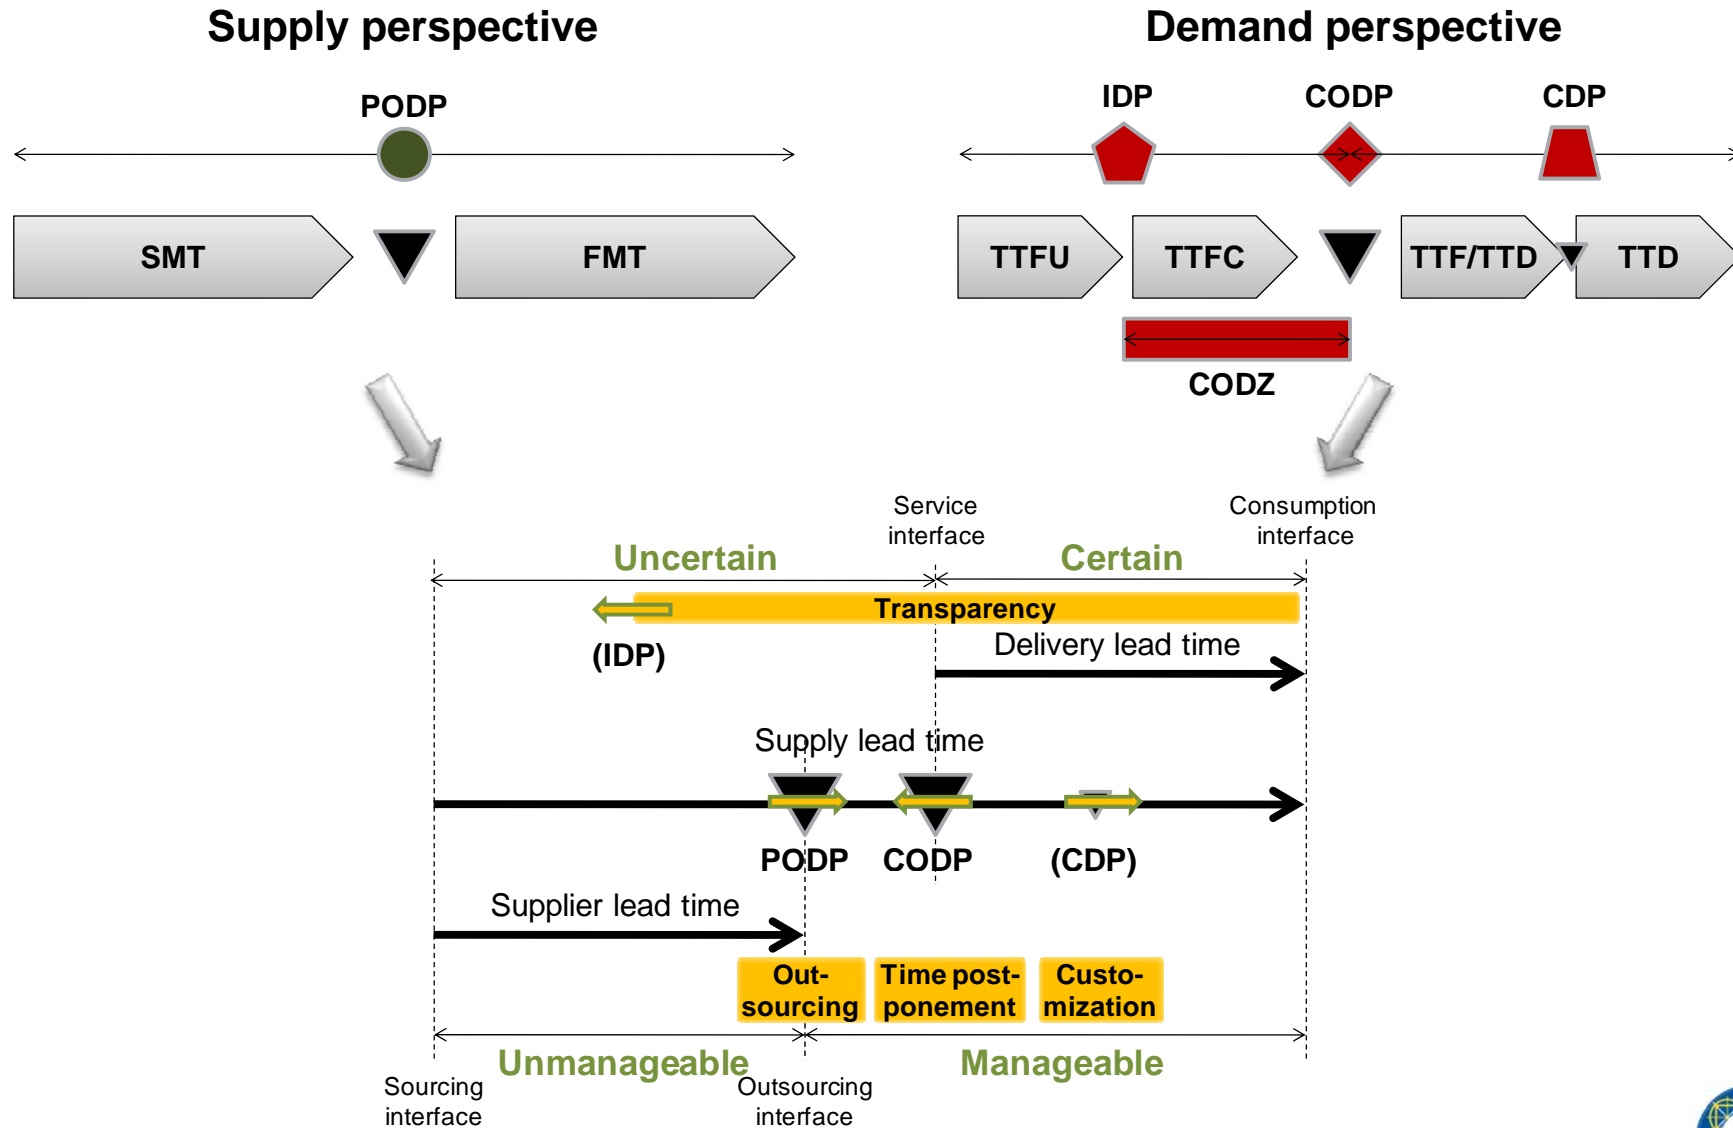 Supply perspective
Demand perspective
PODP
IDP
CODP
CDP
SMT
FMT
TTFU
TTFC
TTF/TTD
TTD
CODZ
Service
interface
Consumption
interface
Uncertain
Certain
Transparency
(IDP)
Delivery lead time
Supply lead time
PODP
CODP
(CDP)
Supplier lead time
Out-
sourcing
Time post-
ponement
Custo-
mization
Unmanageable
Manageable
Sourcing
interface
Outsourcing
interface